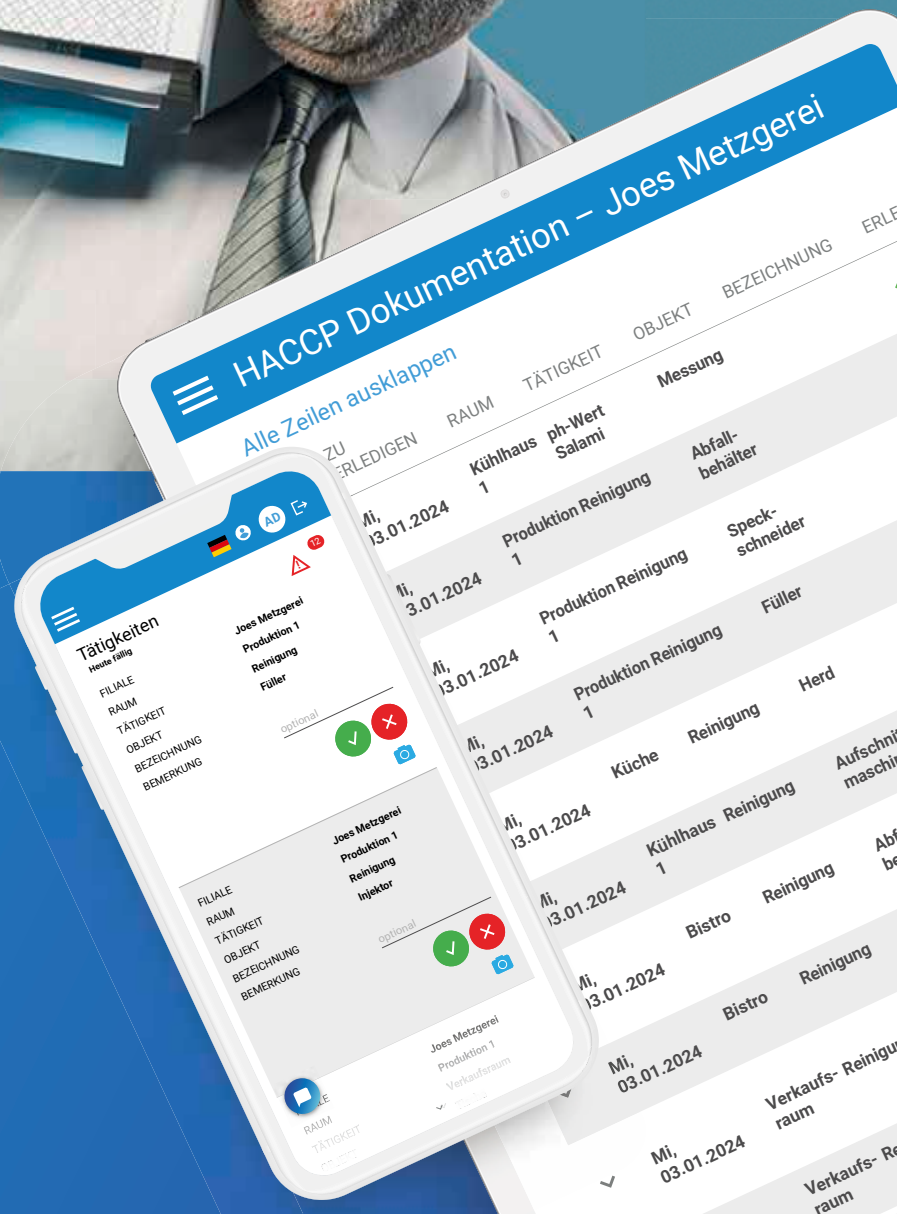 HACCP Dokumentation – Joes Metzgerei
Alle Zeilen ausklappen
ZU
ERLEDIGEN
RAUM
TÄTIGKEIT
OBJEKT
BEZEICHNUNG
Mi,
03.01.2024
Kühlhaus
1
ph-Wert
Salami
Messung
Mi,
03.01.2024
Produktion
1
Reinigung
Abfall-
behälter
Mi,
03.01.2024
Produktion
1
Reinigung
Speck-
schneider
Mi,
03.01.2024
Produktion
1
Reinigung
Füller
Mi,
03.01.2024
Küche
Reinigung
Herd
Mi,
03.01.2024
Kühlhaus
1
Reinigung
Mi,
03.01.2024
Bistro
Reinigung
Mi,
03.01.2024
Bistro
Reinigung
Mi,
03.01.2024
Verkaufs-
raum
Verkaufs-
raum
AD
12
Tätigkeiten
Heute fällig
FILIALE Joes Metzgerei
RAUM Produktion 1
TÄTIGKEIT Reinigung
OBJEKT Füller
BEZEICHNUNG
BEMERKUNG optional
FILIALE Joes Metzgerei
RAUM Produktion 1
TÄTIGKEIT Reinigung
OBJEKT Injektor
BEZEICHNUNG
BEMERKUNG optional
Joes Metzgerei
RAUM Produktion 1
TÄTIGKEIT Verkaufsraum